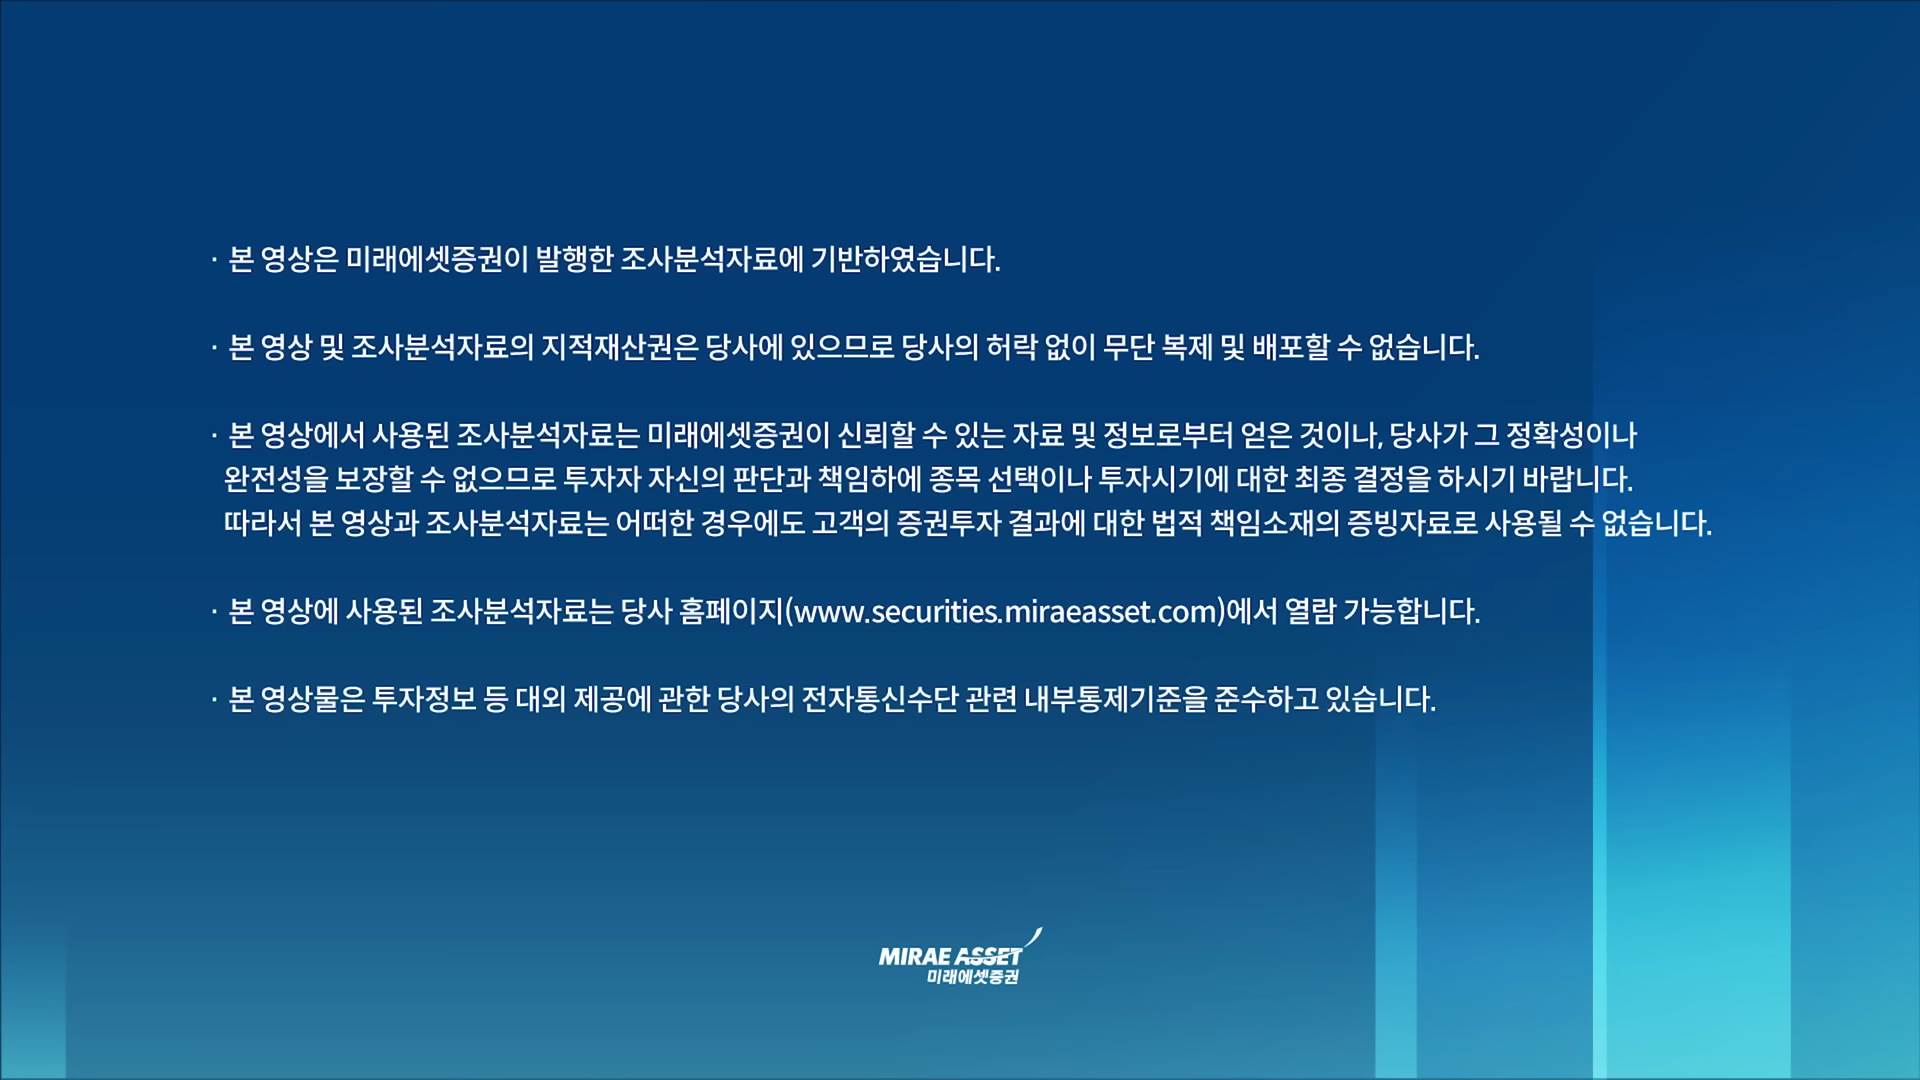 · 본 영상은 미래에셋증권이 발행한 조사분석자료에 기반하였습니다.
· 본 영상 및 조사분석자료의 지적재산권은 당사에 있으므로 당사의 허락 없이 무단 복제 및 배포할 수 없습니다.
· 본 영상에서 사용된 조사분석자료는 미래에셋증권이 신뢰할 수 있는 자료 및 정보로부터 얻은 것이나, 당사가 그 정확성이나
완전성을 보장할 수 없으므로 투자자 자신의 판단과 책임하에 종목 선택이나 투자시기에 대한 최종 결정을 하시기 바랍니다.
따라서 본 영상과 조사분석자료는 어떠한 경우에도 고객의 증권투자 결과에 대한 법적 책임소재의 증빙자료로 사용될 수 없습니다.
· 본 영상에 사용된 조사분석자료는 당사 홈페이지(www.securities.miraeasset.com)에서 열람 가능합니다.
· 본 영상물은 투자정보 등 대외 제공에 관한 당사의 전자통신수단 관련 내부통제기준을 준수하고 있습니다.
MIRAE ASSET
미래에셋증권